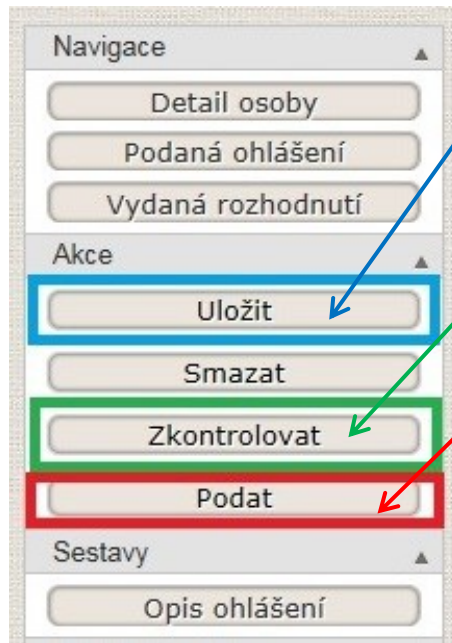 Navigace
Detail osoby
Podaná ohlášení
Vydaná rozhodnutí
Akce
Uložit
Smazat
Zkontrolovat
Podat
Sestavy
Opis ohlášení